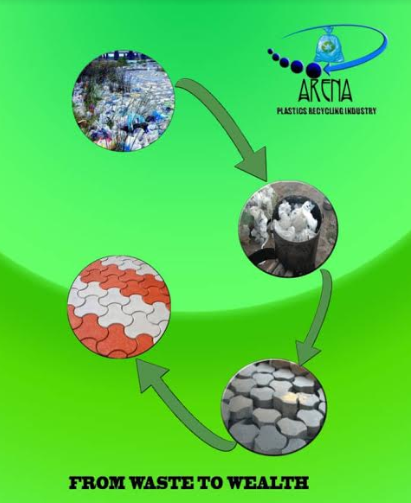 ARENA
PLASTICS RECYCLING INDUSTRY
FROM WASTE TO WEALTH